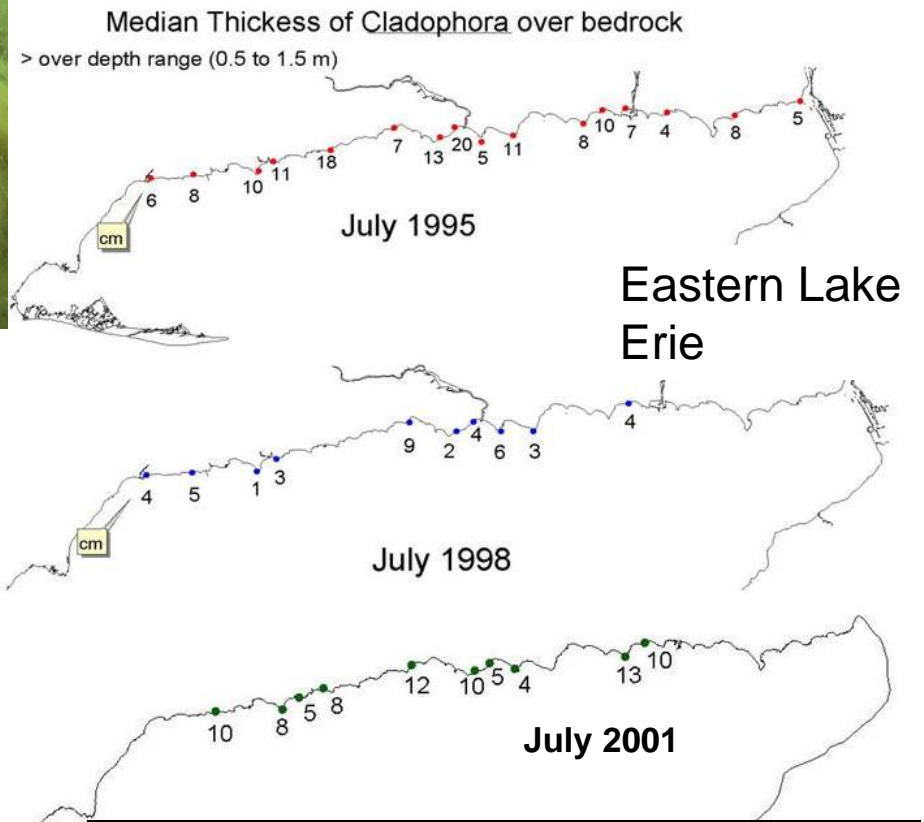 Median Thickess of Cladophora over bedrock
> over depth range (0.5 to 1.5 m)
6 8 10 11 18 7 13 20 5 11 8 10 7 4 8 5
cm
July 1995
Eastern Lake
Erie
4 5 1 3 9 2 4 6 3 4
cm
July 1998
10 8 5 8 12 10 5 4 13 10
July 2001